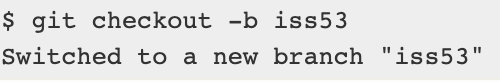 $ git checkout -b iss53
Switched to a new branch "iss53"